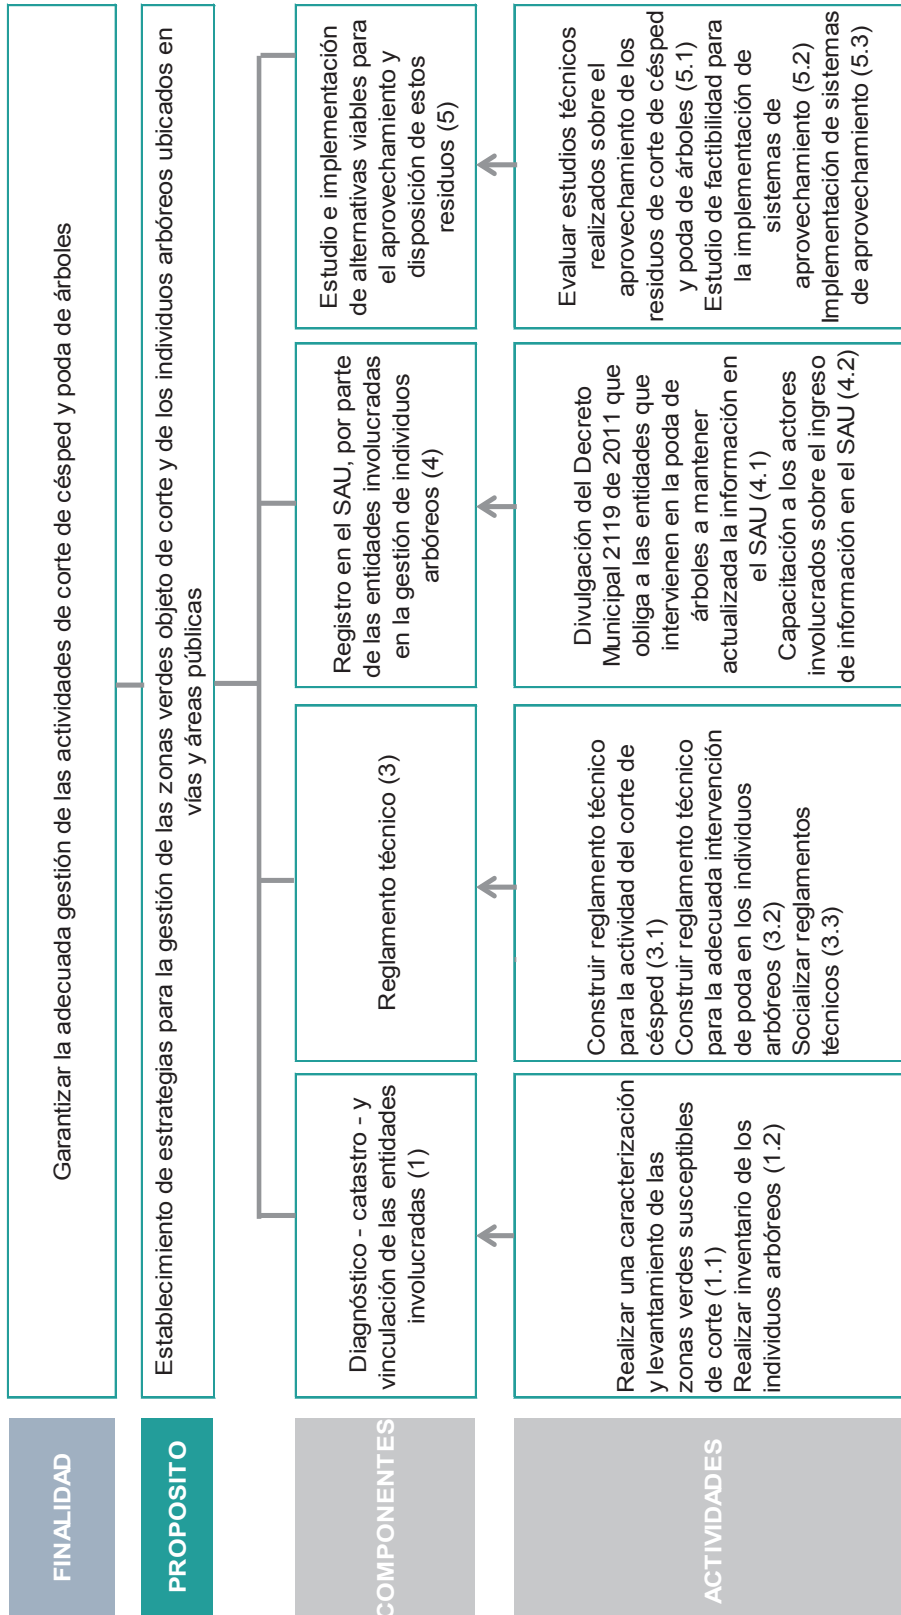 FINALIDAD
Garantizar la adecuada gestión de las actividades de corte de césped y poda de árboles
PROPOSITO
Establecimiento de estrategias para la gestión de las zonas verdes objeto de corte y de los individuos arbóreos ubicados en
vías y áreas públicas
COMPONENTES
Diagnóstico - catastro - y
vinculación de las entidades
involucradas (1)
Reglamento técnico (3)
Registro en el SAU, por parte
de las entidades involucradas
en la gestión de individuos
arbóreos (4)
Estudio e implementación
de alternativas viables para
el aprovechamiento y
disposición de estos
residuos (5)
ACTIVIDADES
Realizar una caracterización
y levantamiento de las
zonas verdes susceptibles
de corte (1.1)
Realizar inventario de los
individuos arbóreos (1.2)
Construir reglamento técnico
para la actividad del corte de
césped (3.1)
Construir reglamento técnico
para la adecuada intervención
de poda en los individuos
arbóreos (3.2)
Socializar reglamentos
técnicos (3.3)
Divulgación del Decreto
Municipal 2119 de 2011 que
obliga a las entidades que
intervienen en la poda de
árboles a mantener
actualizada la información en
el SAU (4.1)
Capacitación a los actores
involucrados sobre el ingreso
de información en el SAU (4.2)
Evaluar estudios técnicos
realizados sobre el
aprovechamiento de los
residuos de corte de césped
y poda de árboles (5.1)
Estudio de factibilidad para
la implementación de
sistemas de
aprovechamiento (5.2)
Implementación de sistemas
de aprovechamiento (5.3)